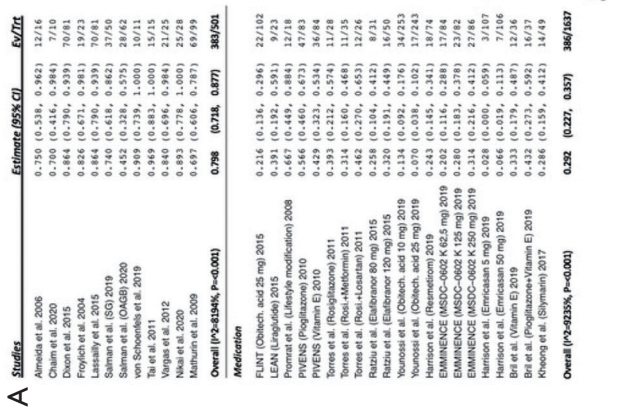 A
Studies Estimate (95% CI) Ev/Trt
Almeida et al. 2006 0.750 (0.538, 0.962) 12/16
Chaim et al. 2020 0.700 (0.416, 0.984) 7/10
Dixon et al. 2015 0.864 (0.790, 0.939) 70/81
Froylich et al. 2004 0.826 (0.671, 0.981) 19/23
Lassailly et al. 2015 0.864 (0.790, 0.939) 70/81
Salman et al. (SG) 2019 0.740 (0.618, 0.862) 37/50
Salman et al. (OAGB) 2020 0.452 (0.328, 0.575) 28/62
von Schoenfels et al. 2019 0.909 (0.739, 1.000) 10/11
Tai et al. 2011 0.969 (0.883, 1.000) 15/15
Vargas et al. 2012 0.840 (0.696, 0.984) 21/25
Nikai et al. 2020 0.893 (0.778, 1.000) 25/28
Mathurin et al. 2009 0.697 (0.606, 0.787) 69/99
Overall (I^2=8194%, P=<0.001) 0.798 (0.718, 0.877) 383/501
Medication
FLINT (Obitech. acid 25 mg) 2015 0.216 (0.136, 0.296) 22/102
LEAN (Liraglutide) 2015 0.391 (0.192, 0.591) 9/23
Promrat et al. (Lifestyle modification) 2008 0.667 (0.449, 0.884) 12/18
PIVENS (Pioglitazone) 2010 0.566 (0.460, 0.673) 47/83
PIVENS (Vitamin E) 2010 0.429 (0.323, 0.534) 36/84
Torres et al. (Rosiglitazone) 2011 0.393 (0.212, 0.574) 11/28
Torres et al. (Rosi.+Metformin) 2011 0.314 (0.160, 0.468) 11/35
Torres et al. (Rosi.+Losartan) 2011 0.462 (0.270, 0.653) 12/26
Ratziu et al. (Elafibranor 80 mg) 2015 0.258 (0.104, 0.412) 8/31
Ratziu et al. (Elafibranor 120 mg) 2015 0.320 (0.191, 0.449) 16/50
Younossi et al. (Obitech. acid 10 mg) 2019 0.134 (0.092, 0.176) 34/253
Younossi et al. (Obitech. acid 25 mg) 2019 0.070 (0.038, 0.102) 17/243
Harrison et al. (Resmetirom) 2019 0.243 (0.145, 0.341) 18/74
EMMINENCE (MSDC-0602 K 62,5 mg) 2019 0.202 (0.116, 0.288) 17/84
EMMINENCE (MSDC-0602 K 125 mg) 2019 0.280 (0.183, 0.378) 23/82
EMMINENCE (MSDC-0602 K 250 mg) 2019 0.314 (0.216, 0.412) 27/86
Harrison et al. (Emricasan 5 mg) 2019 0.028 (0.000, 0.059) 3/107
Harrison et al. (Emricasan 50 mg) 2019 0.066 (0.019, 0.113) 7/106
Bril et al. (Vitamin E) 2019 0.333 (0.179, 0.487) 12/36
Bril et al. (Pioglitazone+Vitamin E) 2019 0.432 (0.273, 0.592) 16/37
Kheong et al. (Silymarin) 2017 0.286 (0.159, 0.412) 14/49
Overall (I^2=9235%, P=<0.001) 0.292 (0.227, 0.357) 386/1637